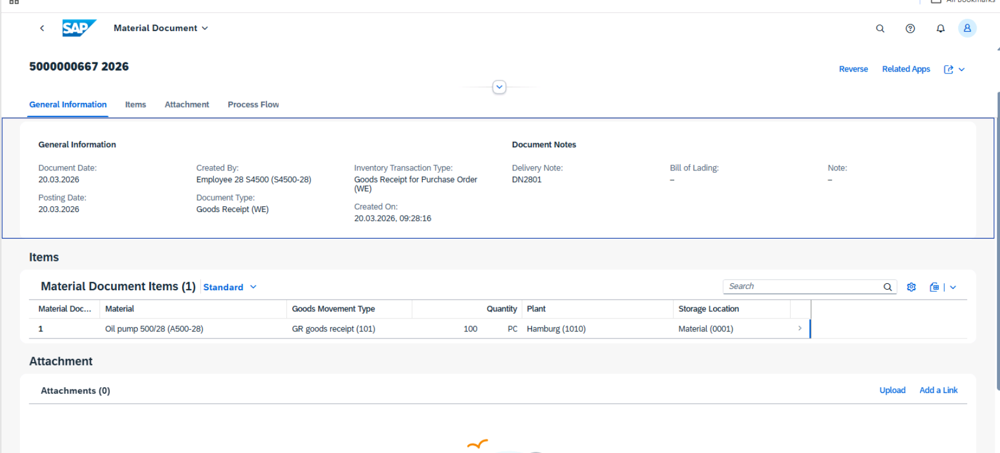 All Bookmarks
SAP
Material Document
5000000667 2026
Reverse
Related Apps
General Information
Items
Attachment
Process Flow
General Information
Document Date:
20.03.2026
Posting Date:
20.03.2026
Created By:
Employee 28 S4500 (S4500-28)
Document Type:
Goods Receipt (WE)
Inventory Transaction Type:
Goods Receipt for Purchase Order
(WE)
Created On:
20.03.2026, 09:28:16
Document Notes
Delivery Note:
DN2801
Bill of Lading:
–
Note:
–
Items
Material Document Items (1)
Standard
Search
Material Doc... Material Goods Movement Type Quantity Plant Storage Location
1 Oil pump 500/28 (A500-28) GR goods receipt (101) 100 PC Hamburg (1010) Material (0001)
Attachment
Attachments (0)
Upload
Add a Link